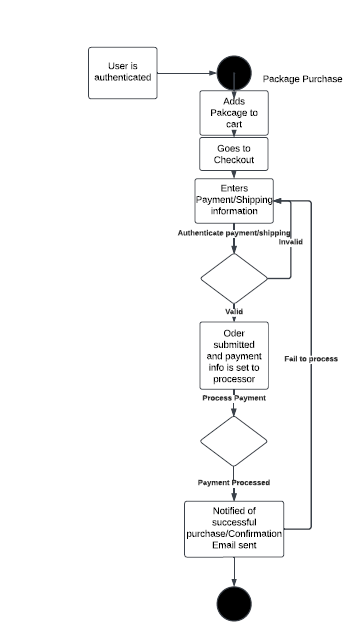 User is
authenticated
Package Purchase
Adds
Pakcage to
cart
Goes to
Checkout
Enters
Payment/Shipping
information
Authenticate payment/shipping
Invalid
Valid
Oder
submitted
and payment
info is set to
processor
Fail to process
Process Payment
Payment Processed
Notified of
successful
purchase/Confirmation
Email sent